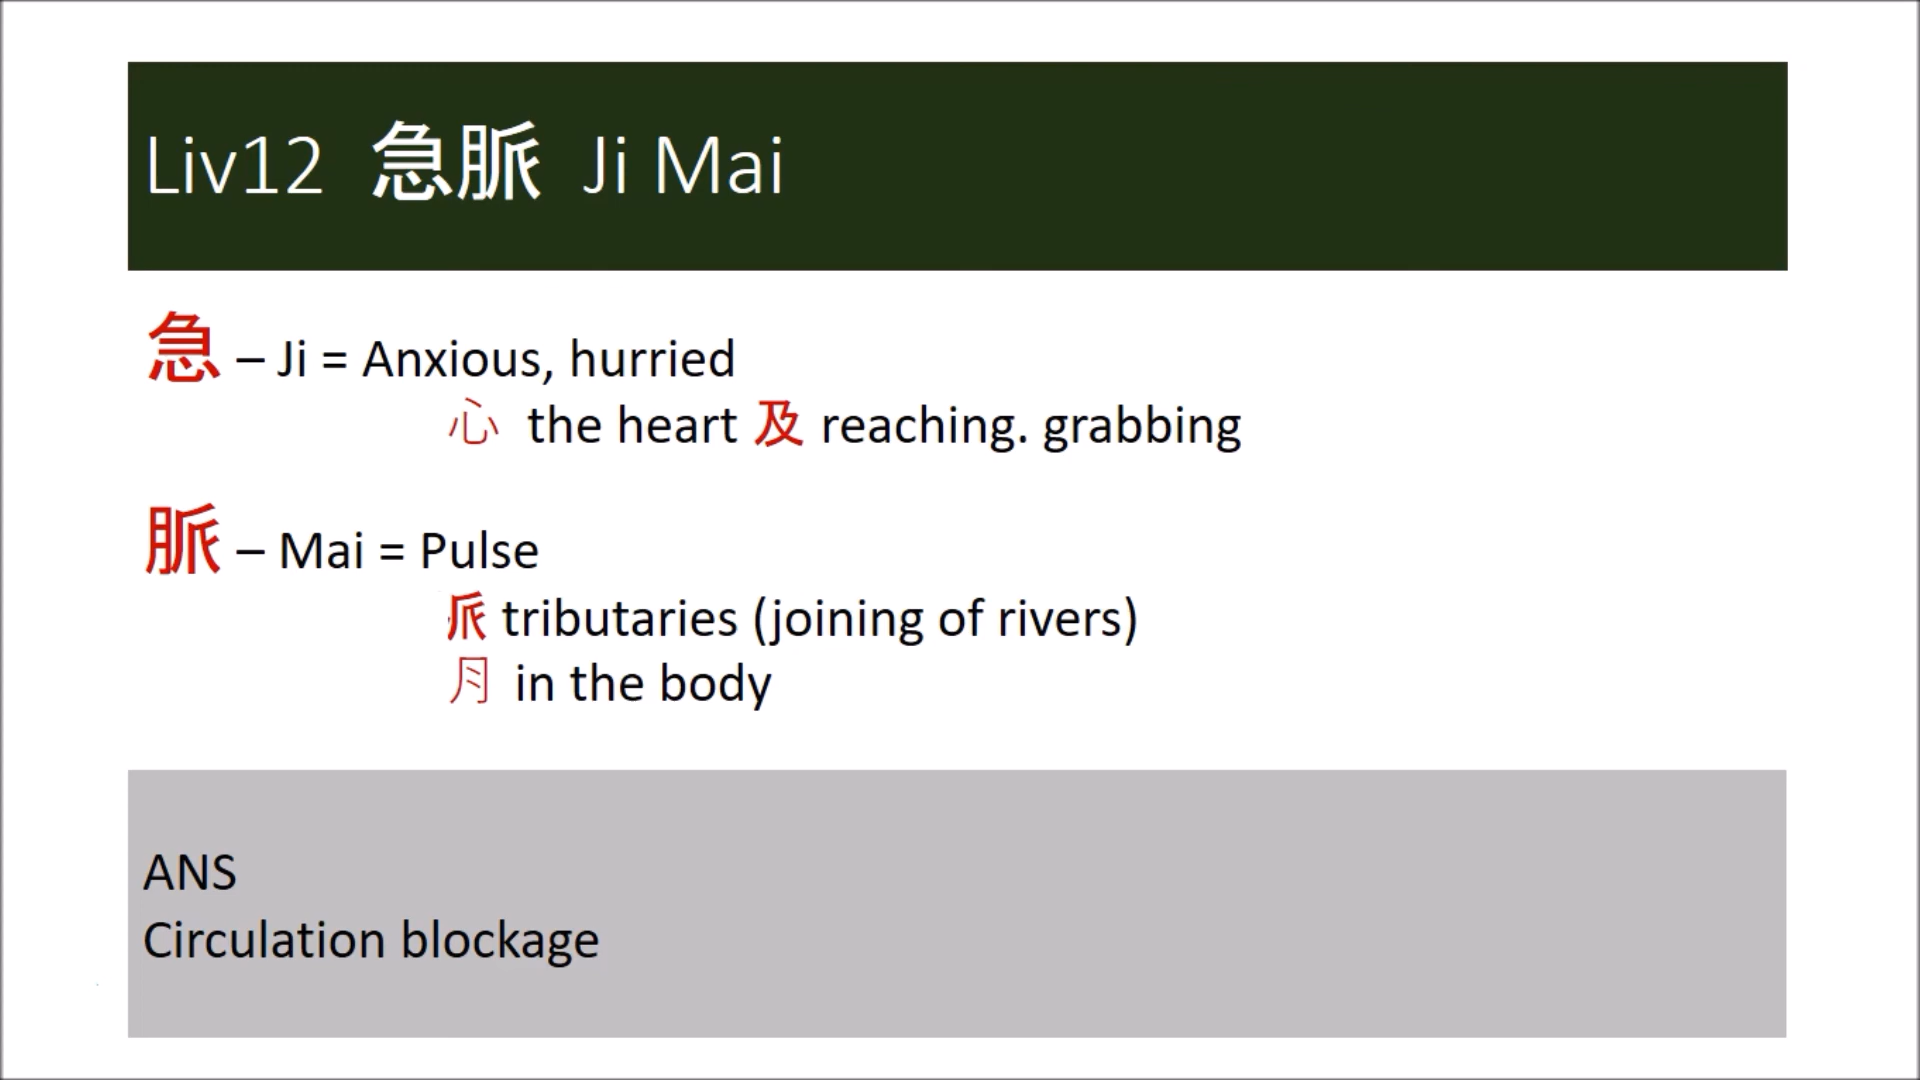 Liv12 急脈 Ji Mai
急 – Ji = Anxious, hurried
心 the heart 及 reaching. grabbing
脈 – Mai = Pulse
𠂢 tributaries (joining of rivers)
⺼ in the body
ANS
Circulation blockage